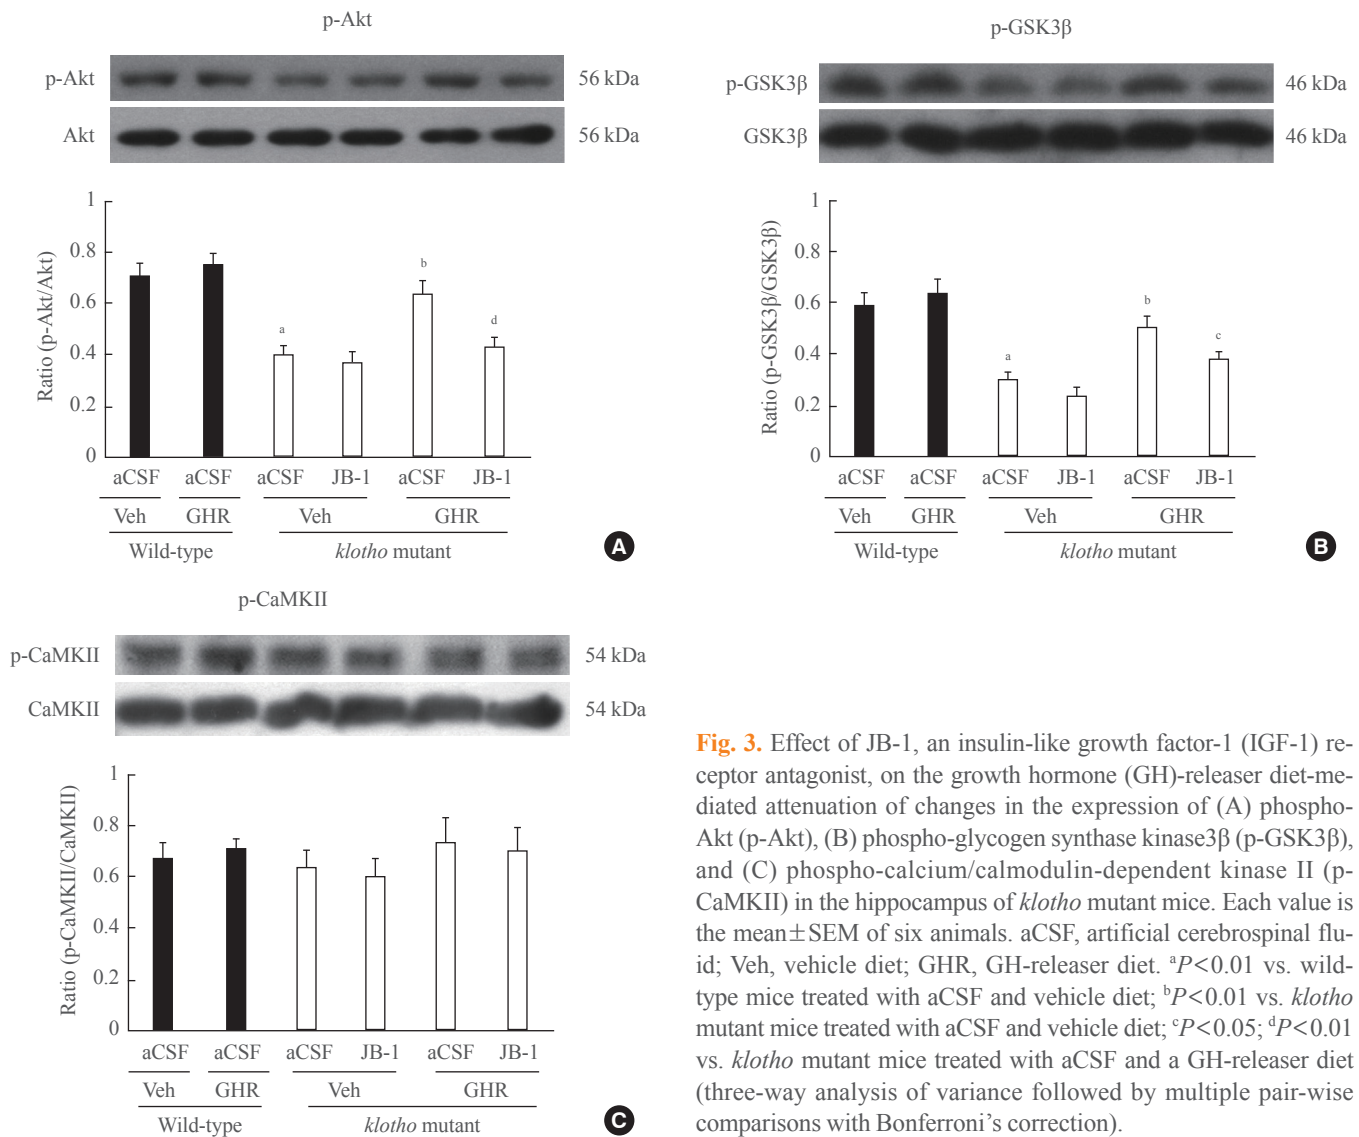 p-Akt
p-Akt 56 kDa
Akt 56 kDa
Ratio (p-Akt/Akt)
1
0.8
0.6
0.4
0.2
0
a
b
d
aCSF aCSF aCSF JB-1 aCSF JB-1
Veh GHR Veh GHR
Wild-type klotho mutant
A
p-GSK3β
p-GSK3β 46 kDa
GSK3β 46 kDa
Ratio (p-GSK3β/GSK3β)
1
0.8
0.6
0.4
0.2
0
a
b
c
aCSF aCSF aCSF JB-1 aCSF JB-1
Veh GHR Veh GHR
Wild-type klotho mutant
B
p-CaMKII
p-CaMKII 54 kDa
CaMKII 54 kDa
Ratio (p-CaMKII/CaMKII)
1
0.8
0.6
0.4
0.2
0
aCSF aCSF aCSF JB-1 aCSF JB-1
Veh GHR Veh GHR
Wild-type klotho mutant
C
Fig. 3. Effect of JB-1, an insulin-like growth factor-1 (IGF-1) re-
ceptor antagonist, on the growth hormone (GH)-releaser diet-me-
diated attenuation of changes in the expression of (A) phospho-
Akt (p-Akt), (B) phospho-glycogen synthase kinase3β (p-GSK3β),
and (C) phospho-calcium/calmodulin-dependent kinase II (p-
CaMKII) in the hippocampus of klotho mutant mice. Each value is
the mean±SEM of six animals. aCSF, artificial cerebrospinal flu-
id; Veh, vehicle diet; GHR, GH-releaser diet. ᵃP<0.01 vs. wild-
type mice treated with aCSF and vehicle diet; ᵇP<0.01 vs. klotho
mutant mice treated with aCSF and vehicle diet; ᶜP<0.05; ᵈP<0.01
vs. klotho mutant mice treated with aCSF and a GH-releaser diet
(three-way analysis of variance followed by multiple pair-wise
comparisons with Bonferroni's correction).